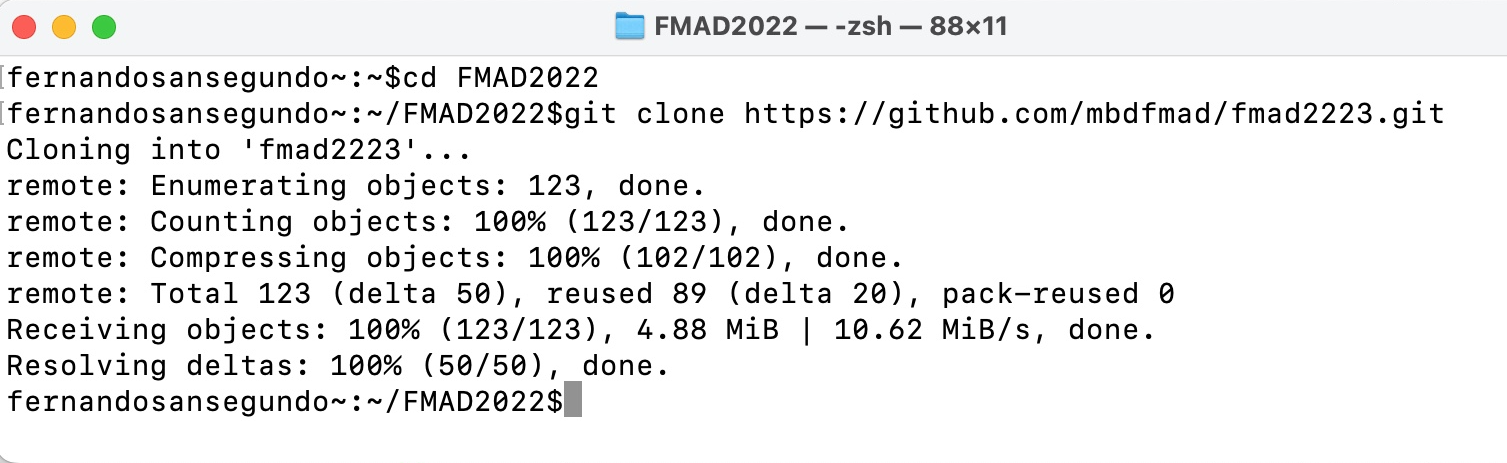 FMAD2022 — -zsh — 88×11
fernandosansegundo~:~$cd FMAD2022
fernandosansegundo~:~/FMAD2022$git clone https://github.com/mbdfmad/fmad2223.git
Cloning into 'fmad2223'...
remote: Enumerating objects: 123, done.
remote: Counting objects: 100% (123/123), done.
remote: Compressing objects: 100% (102/102), done.
remote: Total 123 (delta 50), reused 89 (delta 20), pack-reused 0
Receiving objects: 100% (123/123), 4.88 MiB | 10.62 MiB/s, done.
Resolving deltas: 100% (50/50), done.
fernandosansegundo~:~/FMAD2022$